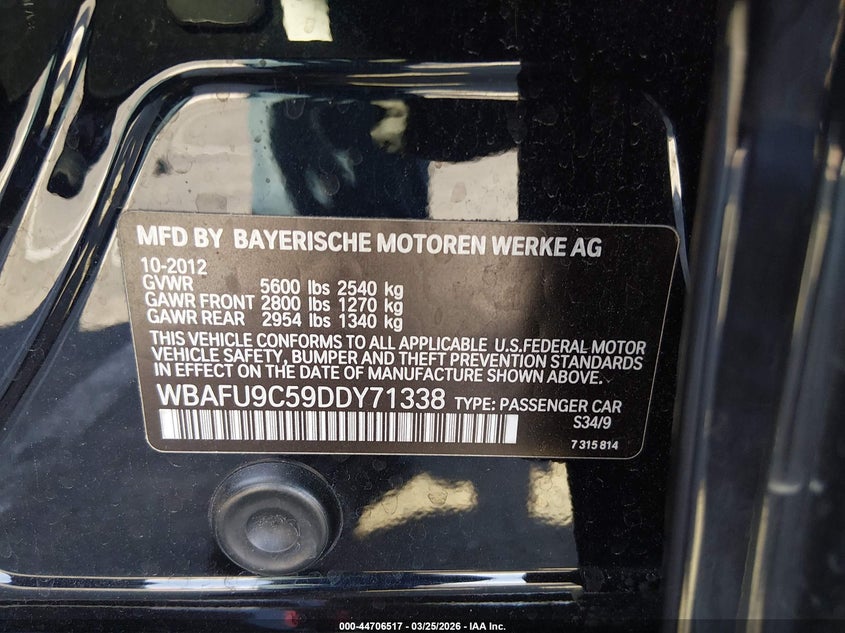 MFD BY BAYERISCHE MOTOREN WERKE AG
10-2012
GVWR 5600 lbs 2540 kg
GAWR FRONT 2800 lbs 1270 kg
GAWR REAR 2954 lbs 1340 kg
THIS VEHICLE CONFORMS TO ALL APPLICABLE U.S.FEDERAL MOTOR
VEHICLE SAFETY, BUMPER AND THEFT PREVENTION STANDARDS
IN EFFECT ON THE DATE OF MANUFACTURE SHOWN ABOVE.
WBAFU9C59DDY71338 TYPE: PASSENGER CAR
S34/9
7 315 814
000-44706517 | 03/25/2026 - IAA Inc.